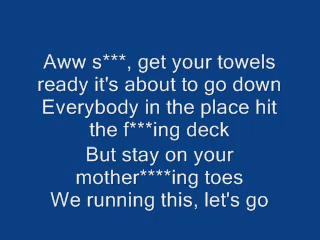 Aww s***, get your towels
ready it's about to go down
Everybody in the place hit
the f***ing deck
But stay on your
mother****ing toes
We running this, let's go